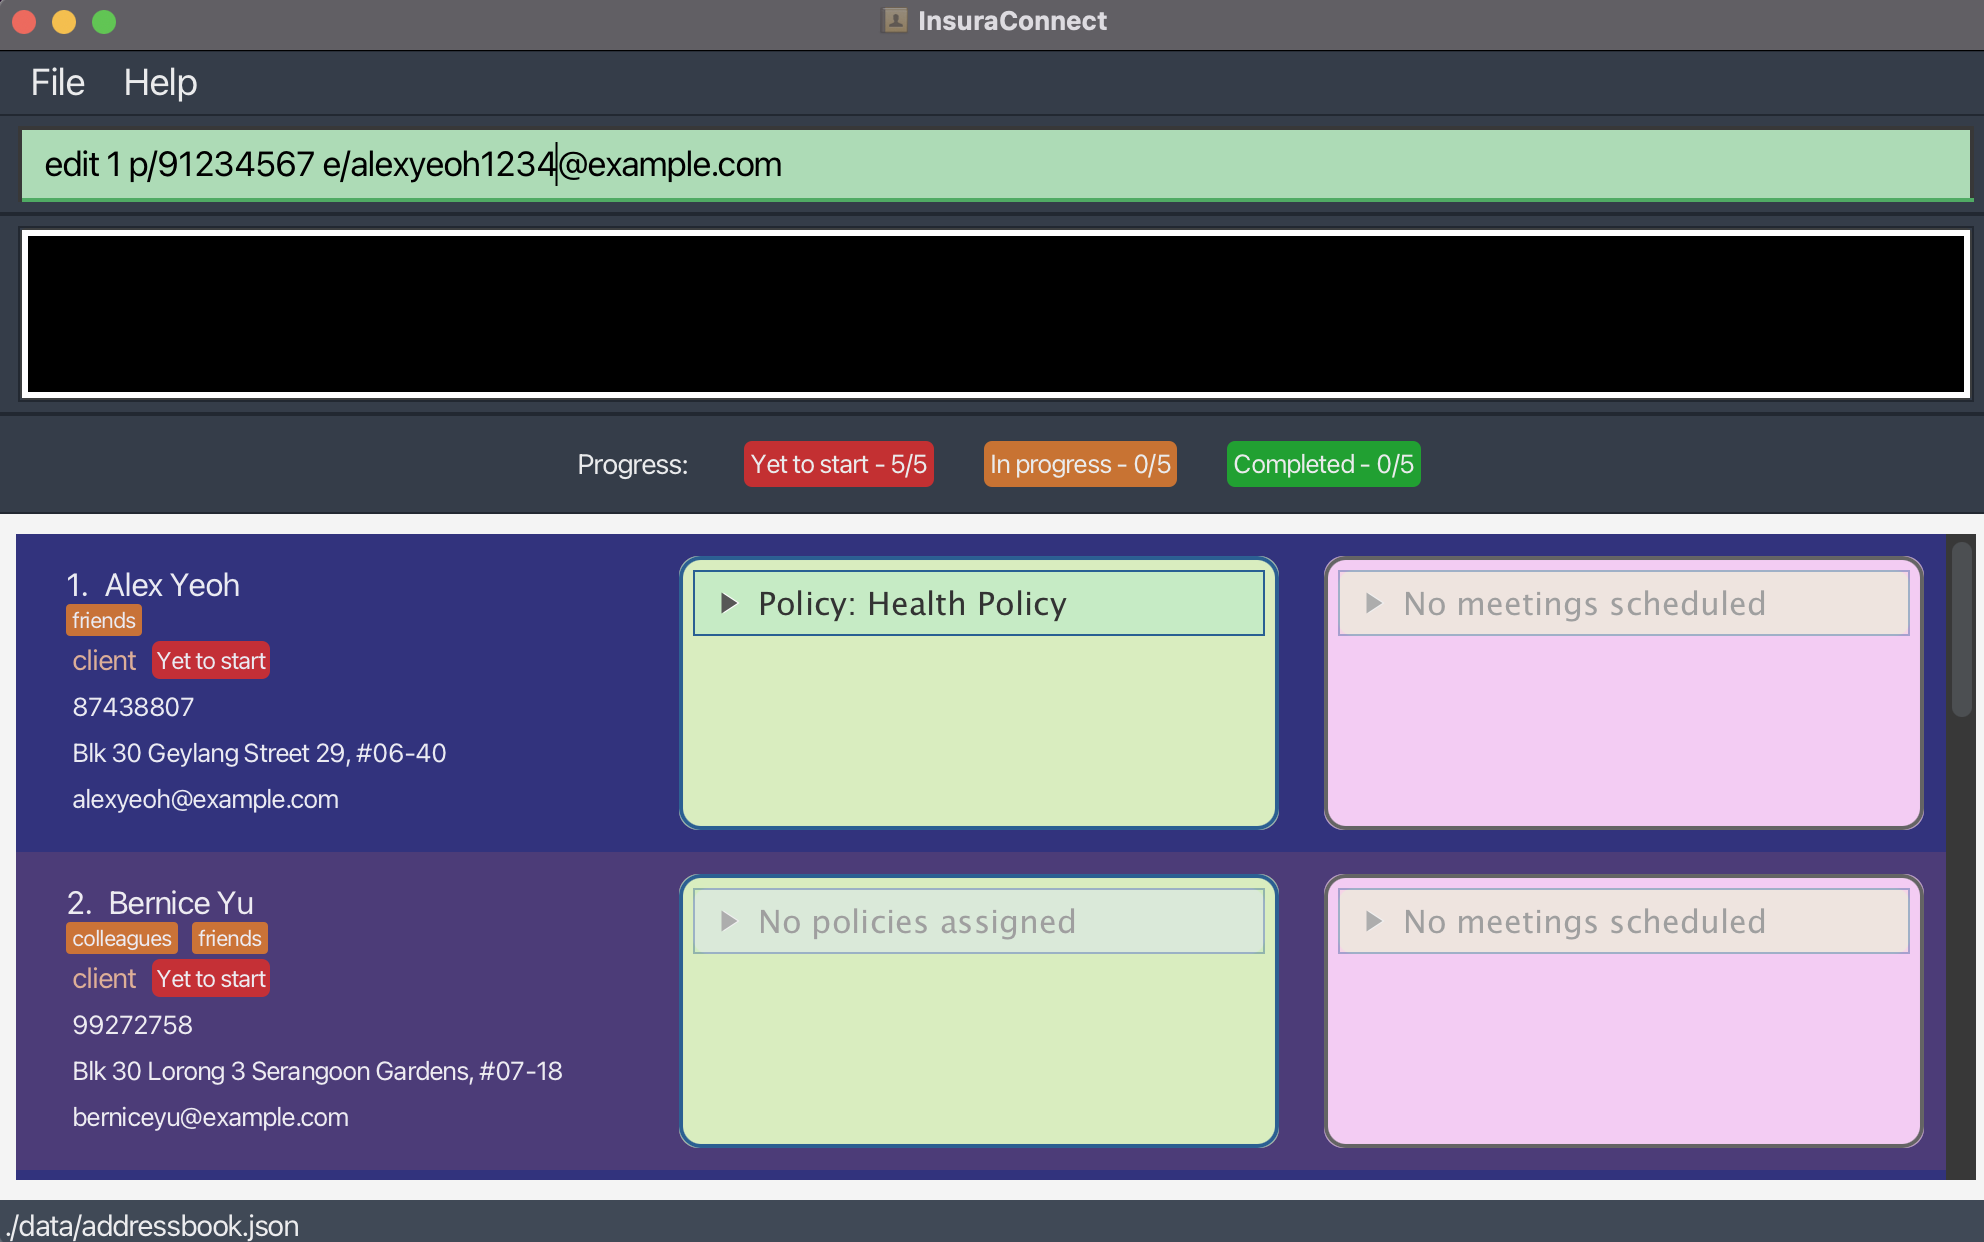 InsuraConnect
File Help
edit 1 p/91234567 e/alexyeoh1234@example.com
Progress: Yet to start - 5/5 In progress - 0/5 Completed - 0/5
1. Alex Yeoh
friends
client Yet to start
87438807
Blk 30 Geylang Street 29, #06-40
alexyeoh@example.com
Policy: Health Policy
No meetings scheduled
2. Bernice Yu
colleagues friends
client Yet to start
99272758
Blk 30 Lorong 3 Serangoon Gardens, #07-18
berniceyu@example.com
No policies assigned
No meetings scheduled
./data/addressbook.json